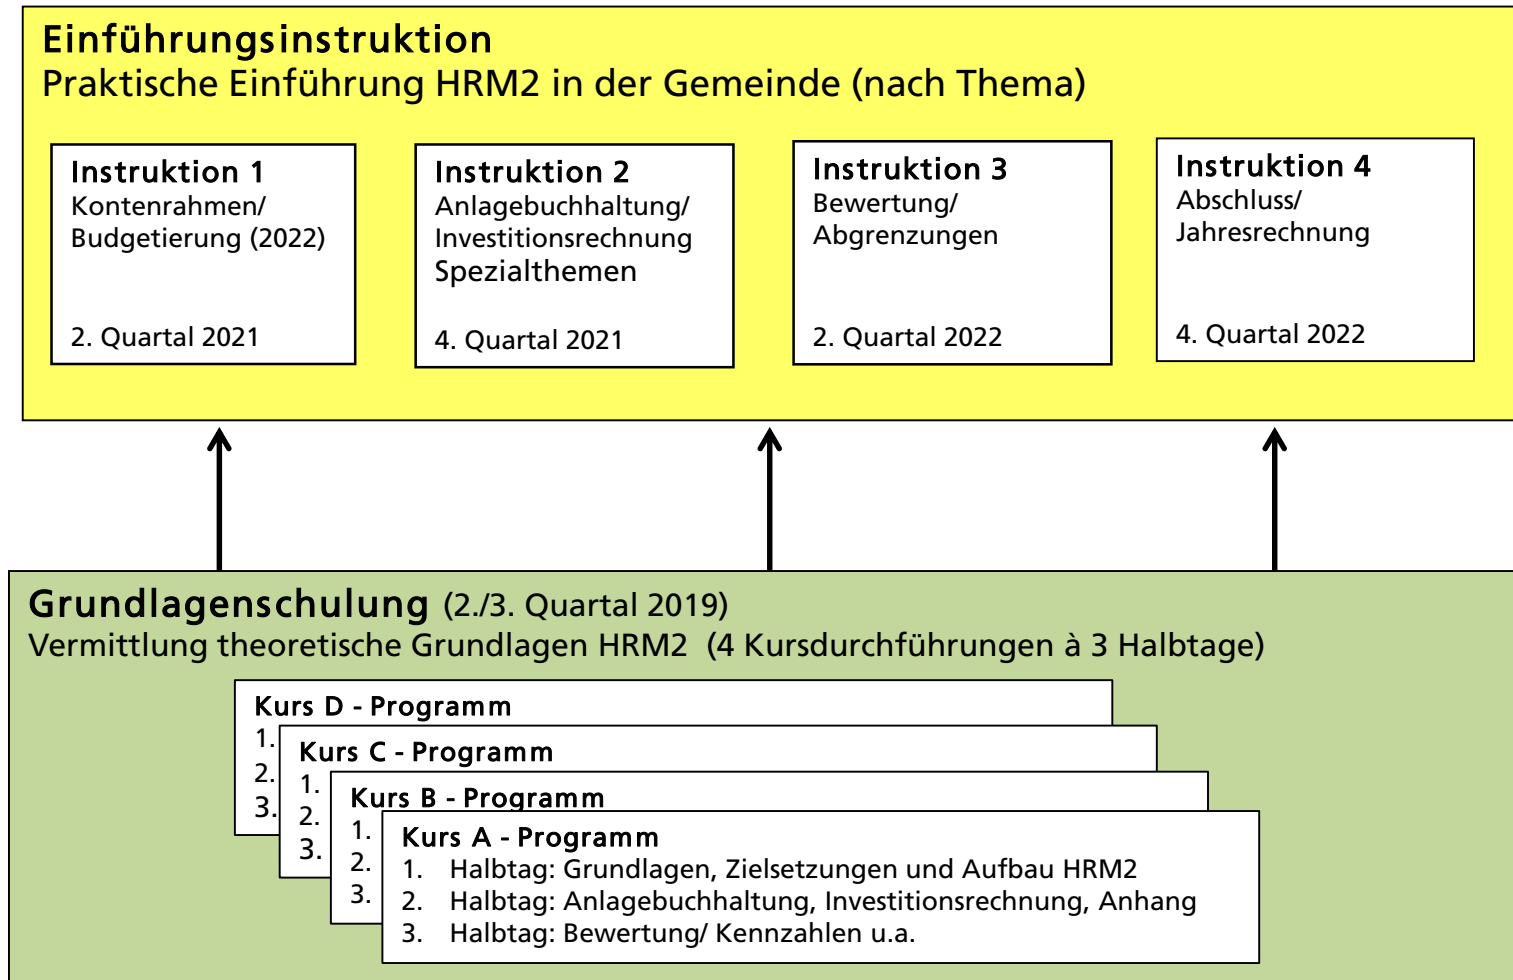 Einführungsinstruktion
Praktische Einführung HRM2 in der Gemeinde (nach Thema)
Instruktion 1
Kontenrahmen/
Budgetierung (2022)
2. Quartal 2021
Instruktion 2
Anlagebuchhaltung/
Investitionsrechnung
Spezialthemen
4. Quartal 2021
Instruktion 3
Bewertung/
Abgrenzungen
2. Quartal 2022
Instruktion 4
Abschluss/
Jahresrechnung
4. Quartal 2022
Grundlagenschulung (2./3. Quartal 2019)
Vermittlung theoretische Grundlagen HRM2 (4 Kursdurchführungen à 3 Halbtage)
Kurs D - Programm
1.
2.
3.
Kurs C - Programm
1.
2.
3.
Kurs B - Programm
1.
2.
3.
Kurs A - Programm
1. Halbtag: Grundlagen, Zielsetzungen und Aufbau HRM2
2. Halbtag: Anlagebuchhaltung, Investitionsrechnung, Anhang
3. Halbtag: Bewertung/ Kennzahlen u.a.